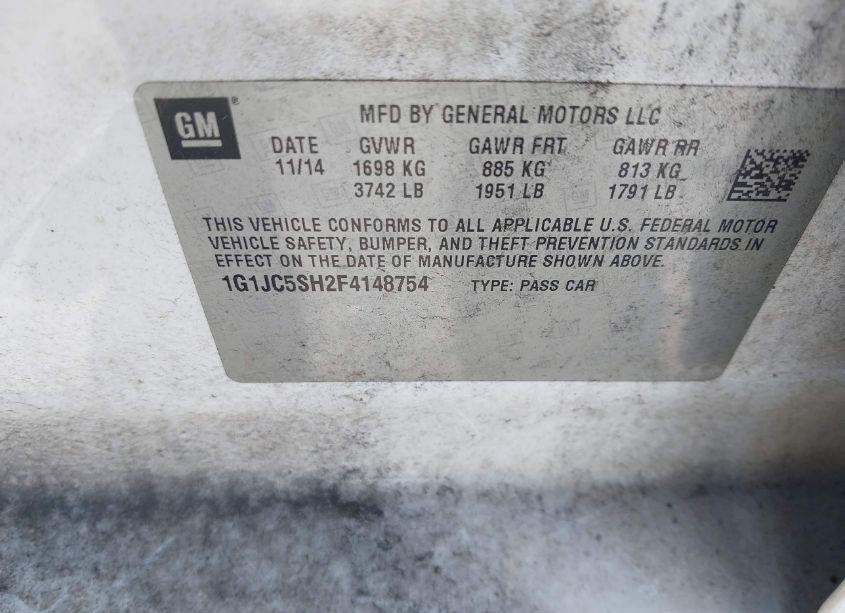 GM
MFD BY GENERAL MOTORS LLC
DATE GVWR GAWR FRT GAWR RR
11/14 1698 KG 885 KG 813 KG
3742 LB 1951 LB 1791 LB
THIS VEHICLE CONFORMS TO ALL APPLICABLE U.S. FEDERAL MOTOR
VEHICLE SAFETY, BUMPER, AND THEFT PREVENTION STANDARDS IN
EFFECT ON THE DATE OF MANUFACTURE SHOWN ABOVE.
1G1JC5SH2F4148754 TYPE: PASS CAR